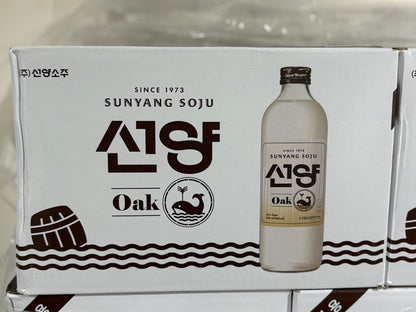 (주)선양소주
SINCE 1973
SUNYANG SOJU
선양
Oak
SINCE 1973
SUNYANG SOJU
선양
Oak